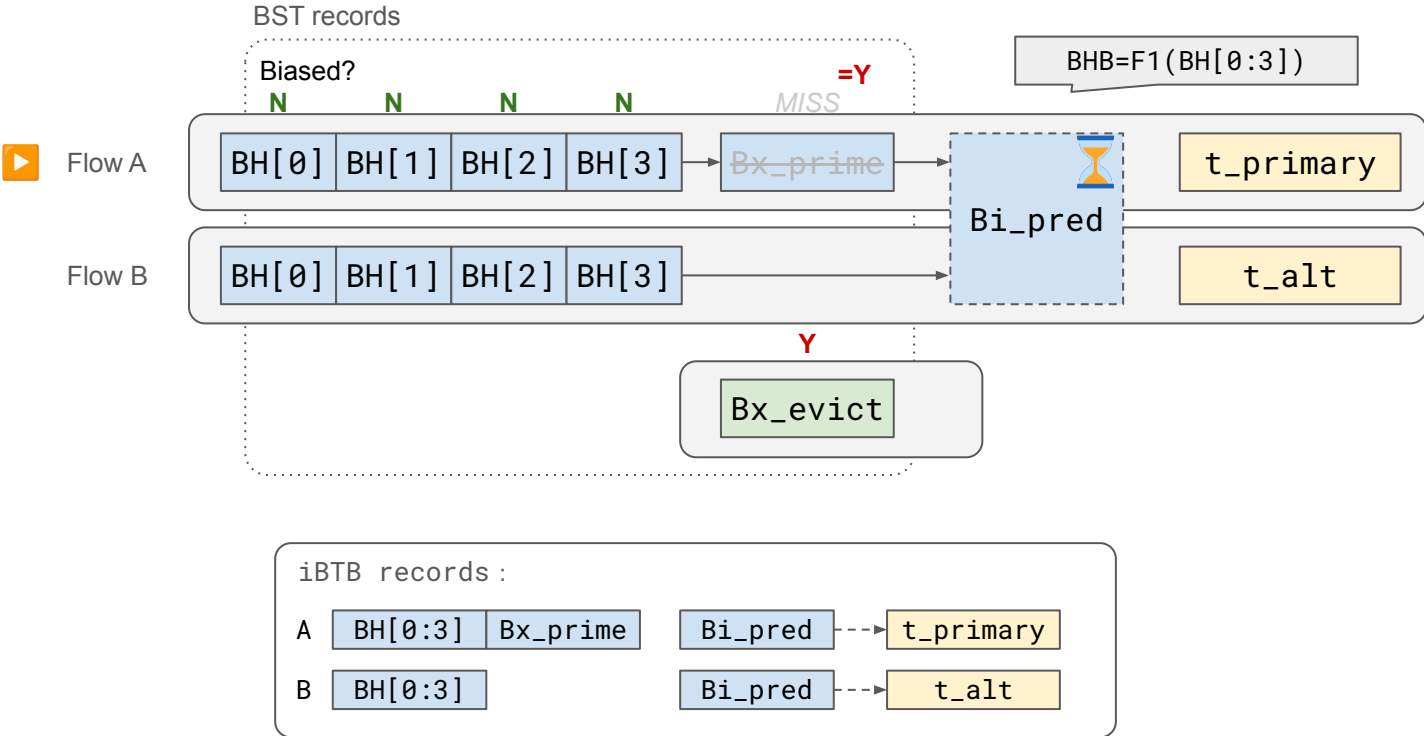 BST records
Biased?
=Y
BHB=F1(BH[0:3])
N N N N MISS
Flow A BH[0] BH[1] BH[2] BH[3] Bx_prime t_primary
Bi_pred
Flow B BH[0] BH[1] BH[2] BH[3] t_alt
Y
Bx_evict
iBTB records:
A BH[0:3] Bx_prime Bi_pred t_primary
B BH[0:3] Bi_pred t_alt